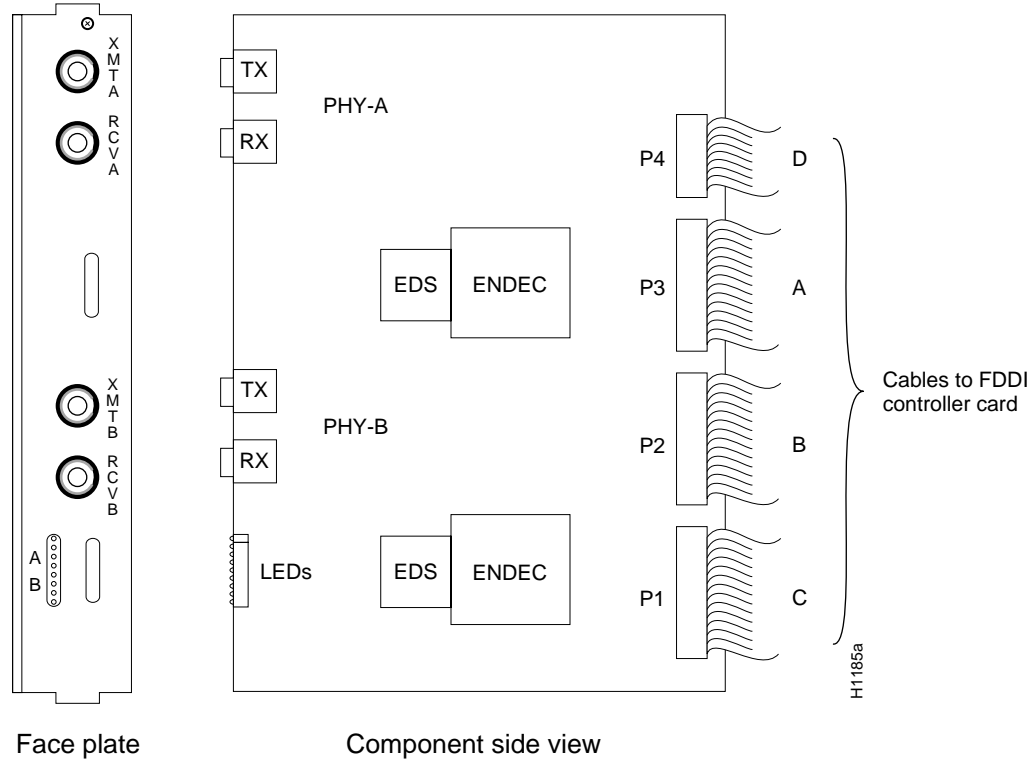 XMTA
RCVA
XMTB
RCVB
A
B
TX
RX
PHY-A
EDS
ENDEC
TX
RX
PHY-B
LEDs
EDS
ENDEC
P4
D
P3
A
P2
B
P1
C
Cables to FDDI
controller card
H1185a
Face plate
Component side view